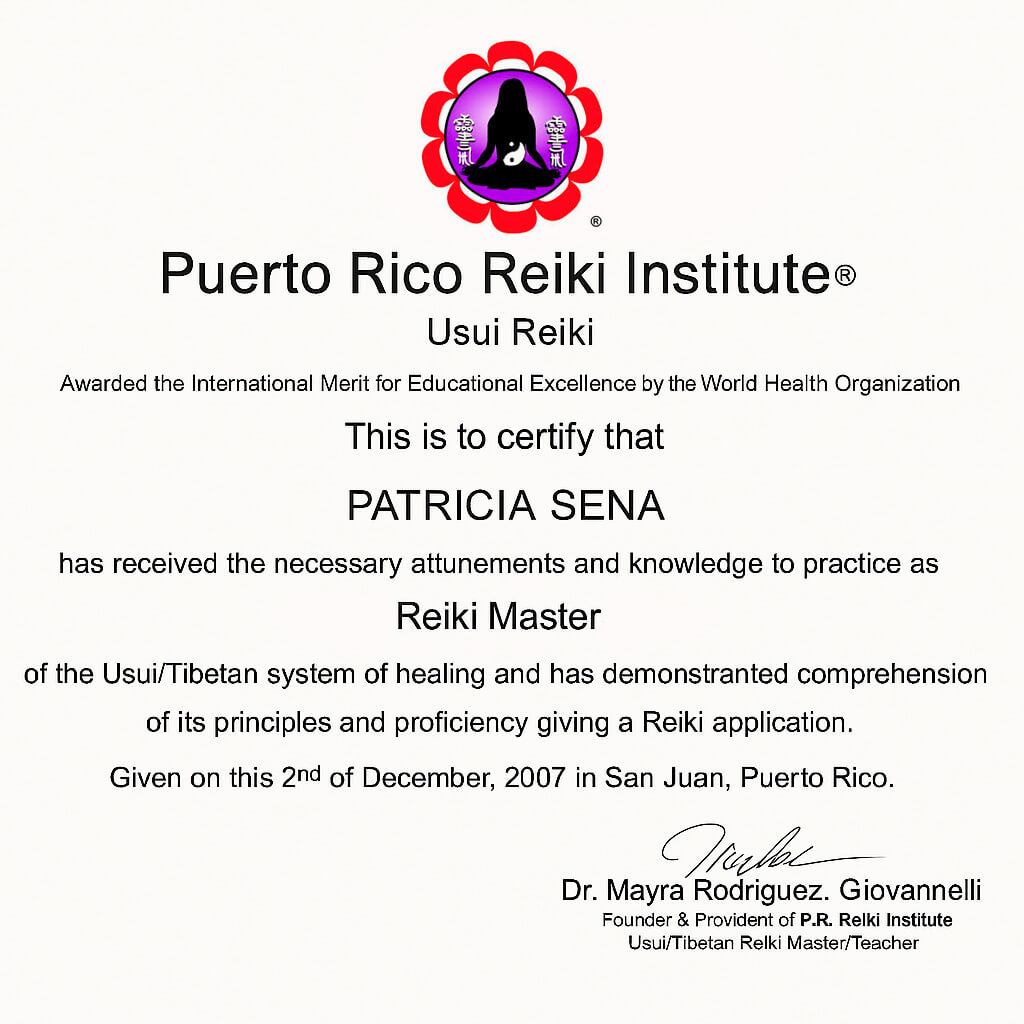 ®
Puerto Rico Reiki Institute®
Usui Reiki
Awarded the International Merit for Educational Excellence by the World Health Organization
This is to certify that
PATRICIA SENA
has received the necessary attunements and knowledge to practice as
Reiki Master
of the Usui/Tibetan system of healing and has demonstranted comprehension
of its principles and proficiency giving a Reiki application.
Given on this 2nd of December, 2007 in San Juan, Puerto Rico.
Dr. Mayra Rodriguez. Giovannelli
Founder & Provident of P.R. Relki Institute
Usui/Tibetan Relki Master/Teacher